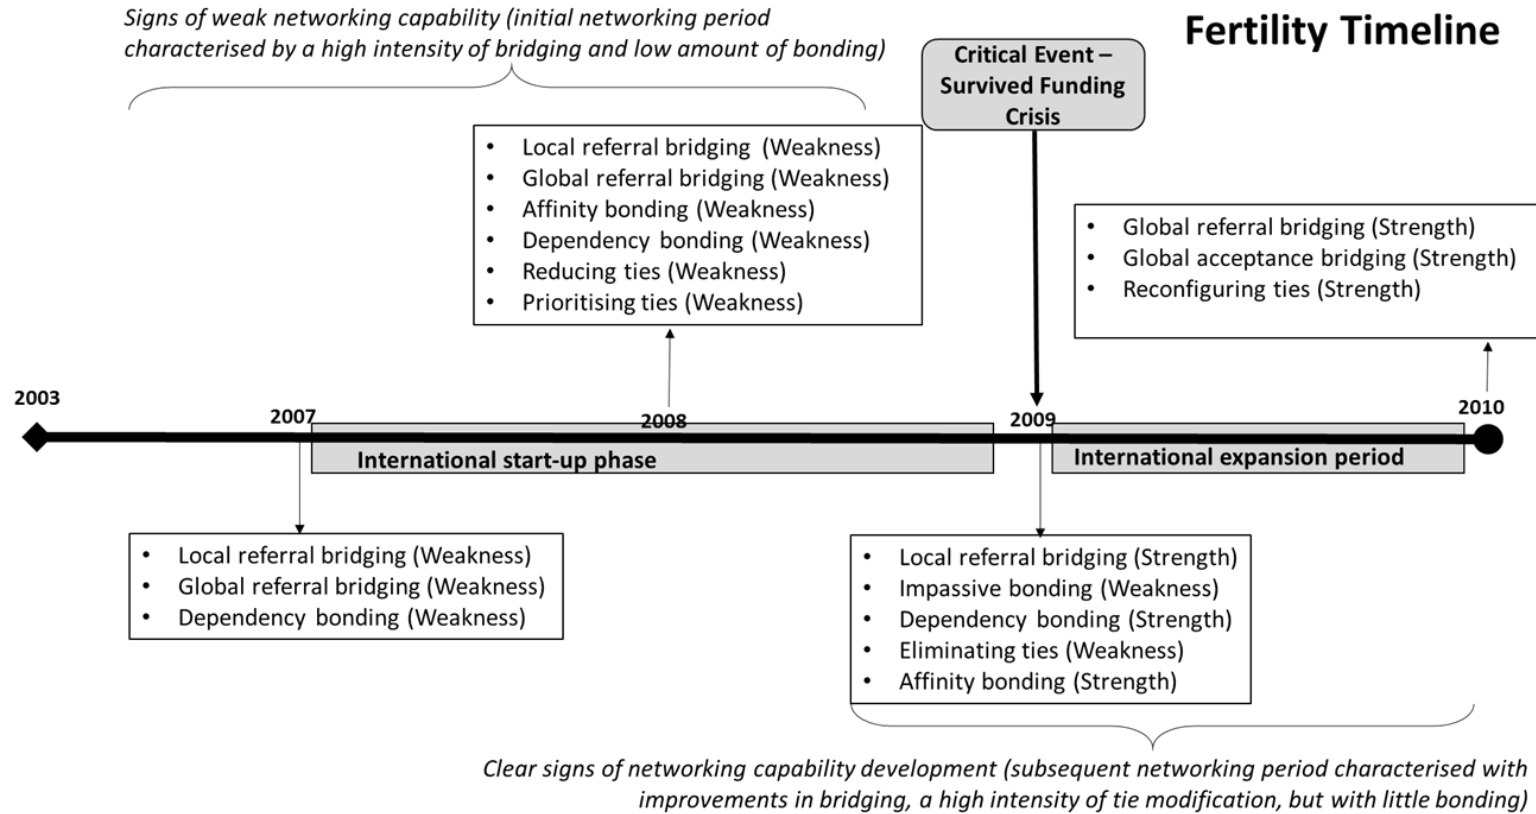 Fertility Timeline
Signs of weak networking capability (initial networking period
characterised by a high intensity of bridging and low amount of bonding)
Critical Event –
Survived Funding
Crisis
• Local referral bridging (Weakness)
• Global referral bridging (Weakness)
• Affinity bonding (Weakness)
• Dependency bonding (Weakness)
• Reducing ties (Weakness)
• Prioritising ties (Weakness)
• Global referral bridging (Strength)
• Global acceptance bridging (Strength)
• Reconfiguring ties (Strength)
2003
2007
2008
2009
2010
International start-up phase
International expansion period
• Local referral bridging (Weakness)
• Global referral bridging (Weakness)
• Dependency bonding (Weakness)
• Local referral bridging (Strength)
• Impassive bonding (Weakness)
• Dependency bonding (Strength)
• Eliminating ties (Weakness)
• Affinity bonding (Strength)
Clear signs of networking capability development (subsequent networking period characterised with
improvements in bridging, a high intensity of tie modification, but with little bonding)